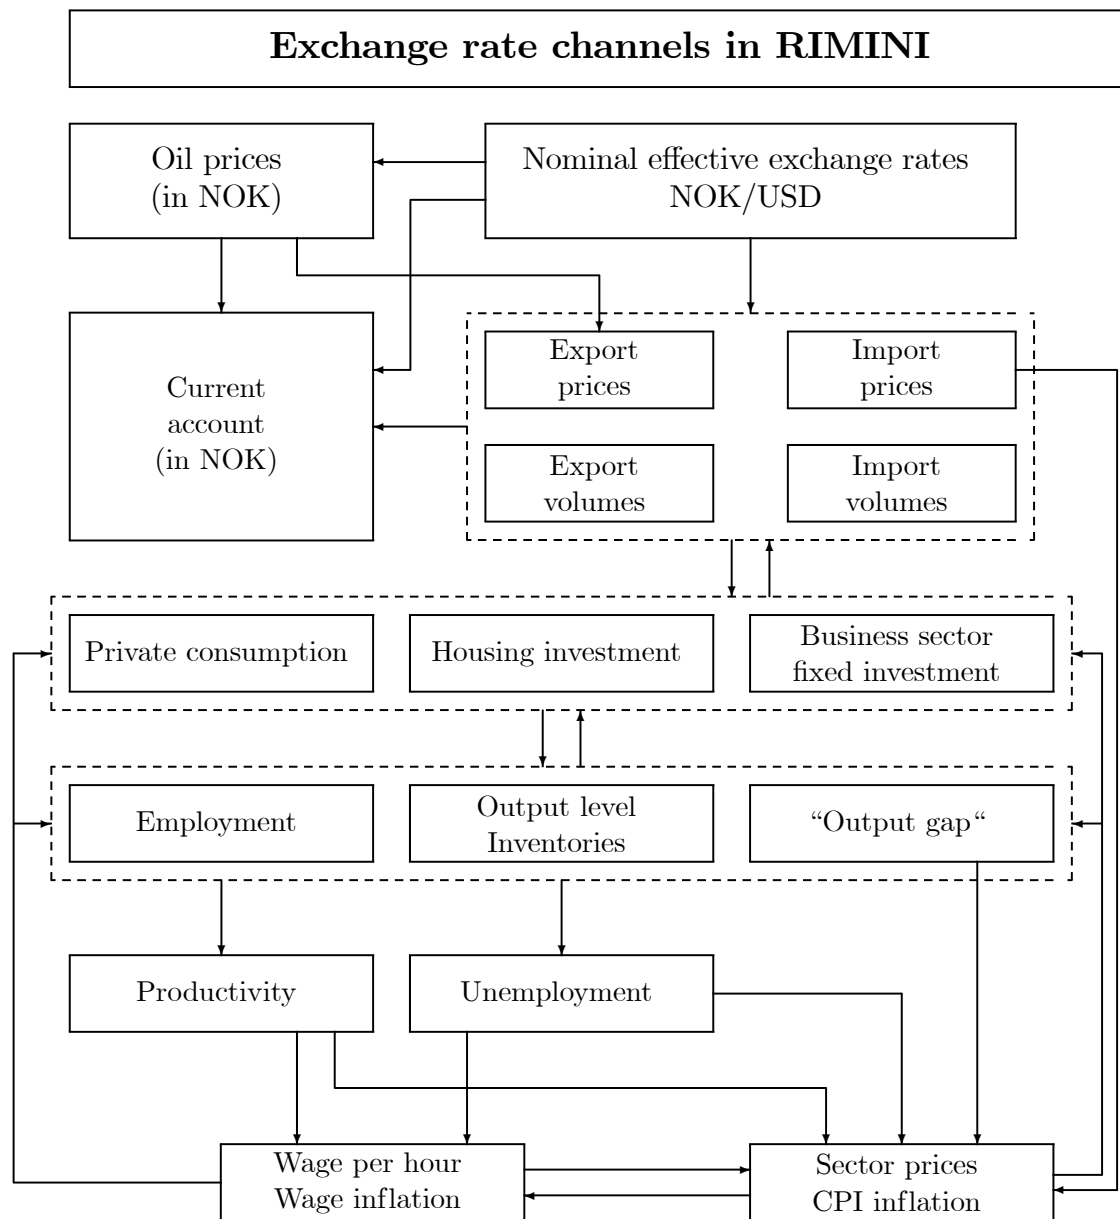 Exchange rate channels in RIMINI
Oil prices
(in NOK)
Nominal effective exchange rates
NOK/USD
Current
account
(in NOK)
Export
prices
Import
prices
Export
volumes
Import
volumes
Private consumption
Housing investment
Business sector
fixed investment
Employment
Output level
Inventories
“Output gap“
Productivity
Unemployment
Wage per hour
Wage inflation
Sector prices
CPI inflation